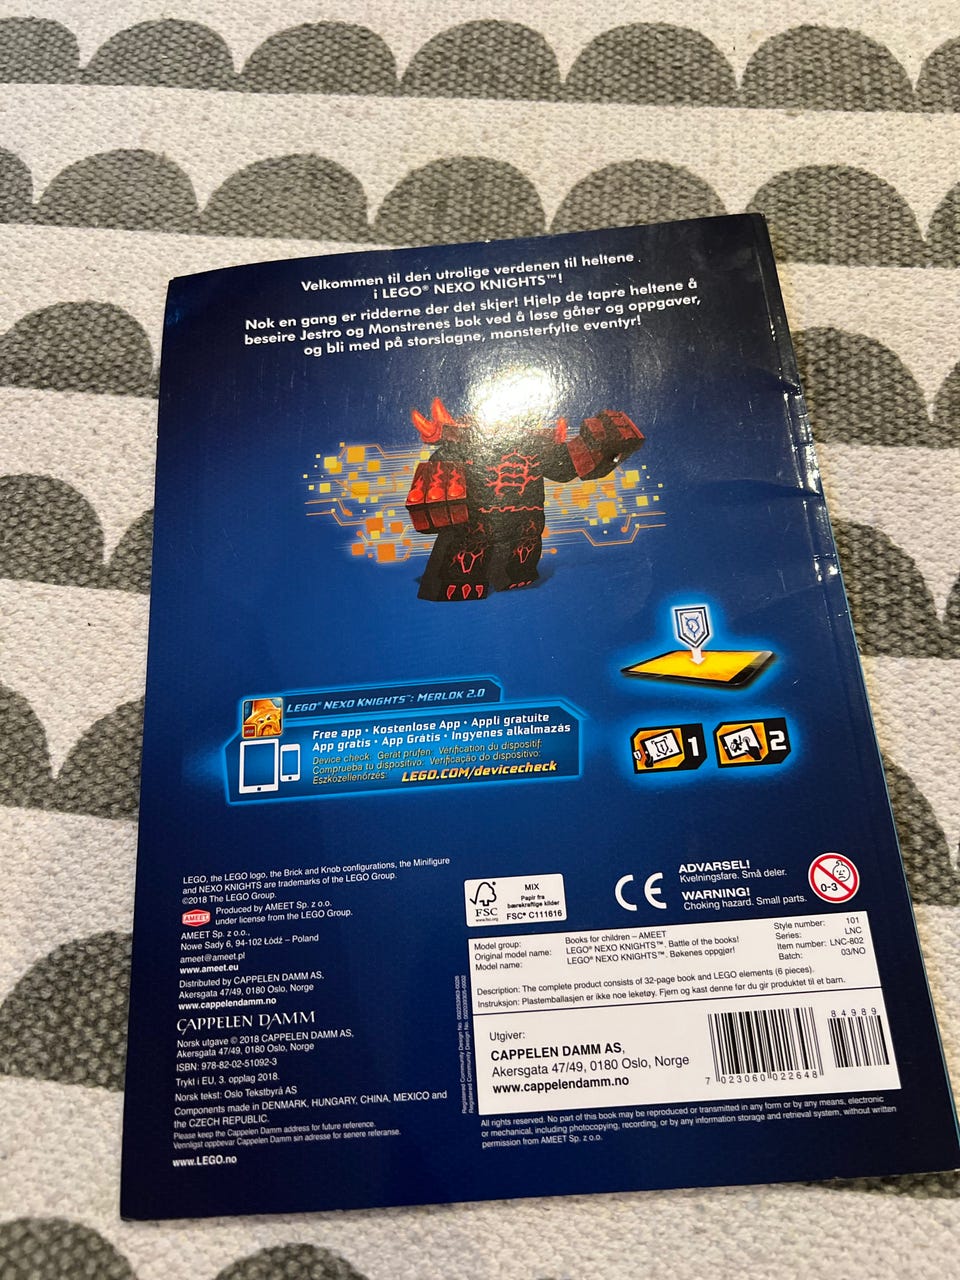 Velkommen til den utrolige verdenen til heltene
i LEGO® NEXO KNIGHTS™!
Nok en gang er ridderne der det skjer! Hjelp de tapre heltene å
beseire Jestro og Monstrenes bok ved å løse gåter og oppgaver,
og bli med på storslagne, monsterfylte eventyr!
LEGO® NEXO KNIGHTS™: MERLOK 2.0
Free app • Kostenlose App • Appli gratuite
App gratis • App Grátis • Ingyenes alkalmazás
Device check: Gerät prüfen: Vérification du dispositif:
Comprueba tu dispositivo: Verificação do dispositivo:
Eszközellenőrzés: LEGO.COM/devicecheck
1 2
LEGO, the LEGO logo, the Brick and Knob configurations, the Minifigure
and NEXO KNIGHTS are trademarks of the LEGO Group.
©2018 The LEGO Group.
AMEET
Produced by AMEET Sp. z o.o.
under license from the LEGO Group.
AMEET Sp. z o.o.,
Nowe Sady 6, 94-102 Łódź – Poland
ameet@ameet.pl
www.ameet.eu
Distributed by CAPPELEN DAMM AS,
Akersgata 47/49, 0180 Oslo, Norge
www.cappelendamm.no
CAPPELEN DAMM
Norsk utgave © 2018 CAPPELEN DAMM AS,
Akersgata 47/49, 0180 Oslo, Norge
ISBN: 978-82-02-51092-3
Trykt i EU, 3. opplag 2018.
Norsk tekst: Oslo Tekstbyrå AS
Components made in DENMARK, HUNGARY, CHINA, MEXICO and
the CZECH REPUBLIC.
Please keep the Cappelen Damm address for future reference.
Vennligst oppbevar Cappelen Damm sin adresse for senere referanse.
www.LEGO.no
FSC
www.fsc.org
MIX
Papir fra
bærekraftige kilder
FSC® C111616
CE
ADVARSEL!
Kvelningsfare. Små deler.
WARNING!
Choking hazard. Small parts.
0-3
Model group: Books for children – AMEET
Original model name: LEGO® NEXO KNIGHTS™. Battle of the books!
Model name: LEGO® NEXO KNIGHTS™. Bøkenes oppgjør!
Style number: 101
Series: LNC
Item number: LNC-802
Batch: 03/NO
Description: The complete product consists of 32-page book and LEGO elements (6 pieces).
Instruksjon: Plastemballasjen er ikke noe leketøy. Fjern og kast denne før du gir produktet til et barn.
Utgiver:
CAPPELEN DAMM AS,
Akersgata 47/49, 0180 Oslo, Norge
www.cappelendamm.no
7 023060 022648
84989
Registered Community Design No.
Registered Community Design No.
All rights reserved. No part of this book may be reproduced or transmitted in any form or by any means, electronic
or mechanical, including photocopying, recording, or by any information storage and retrieval system, without written
permission from AMEET Sp. z o.o.